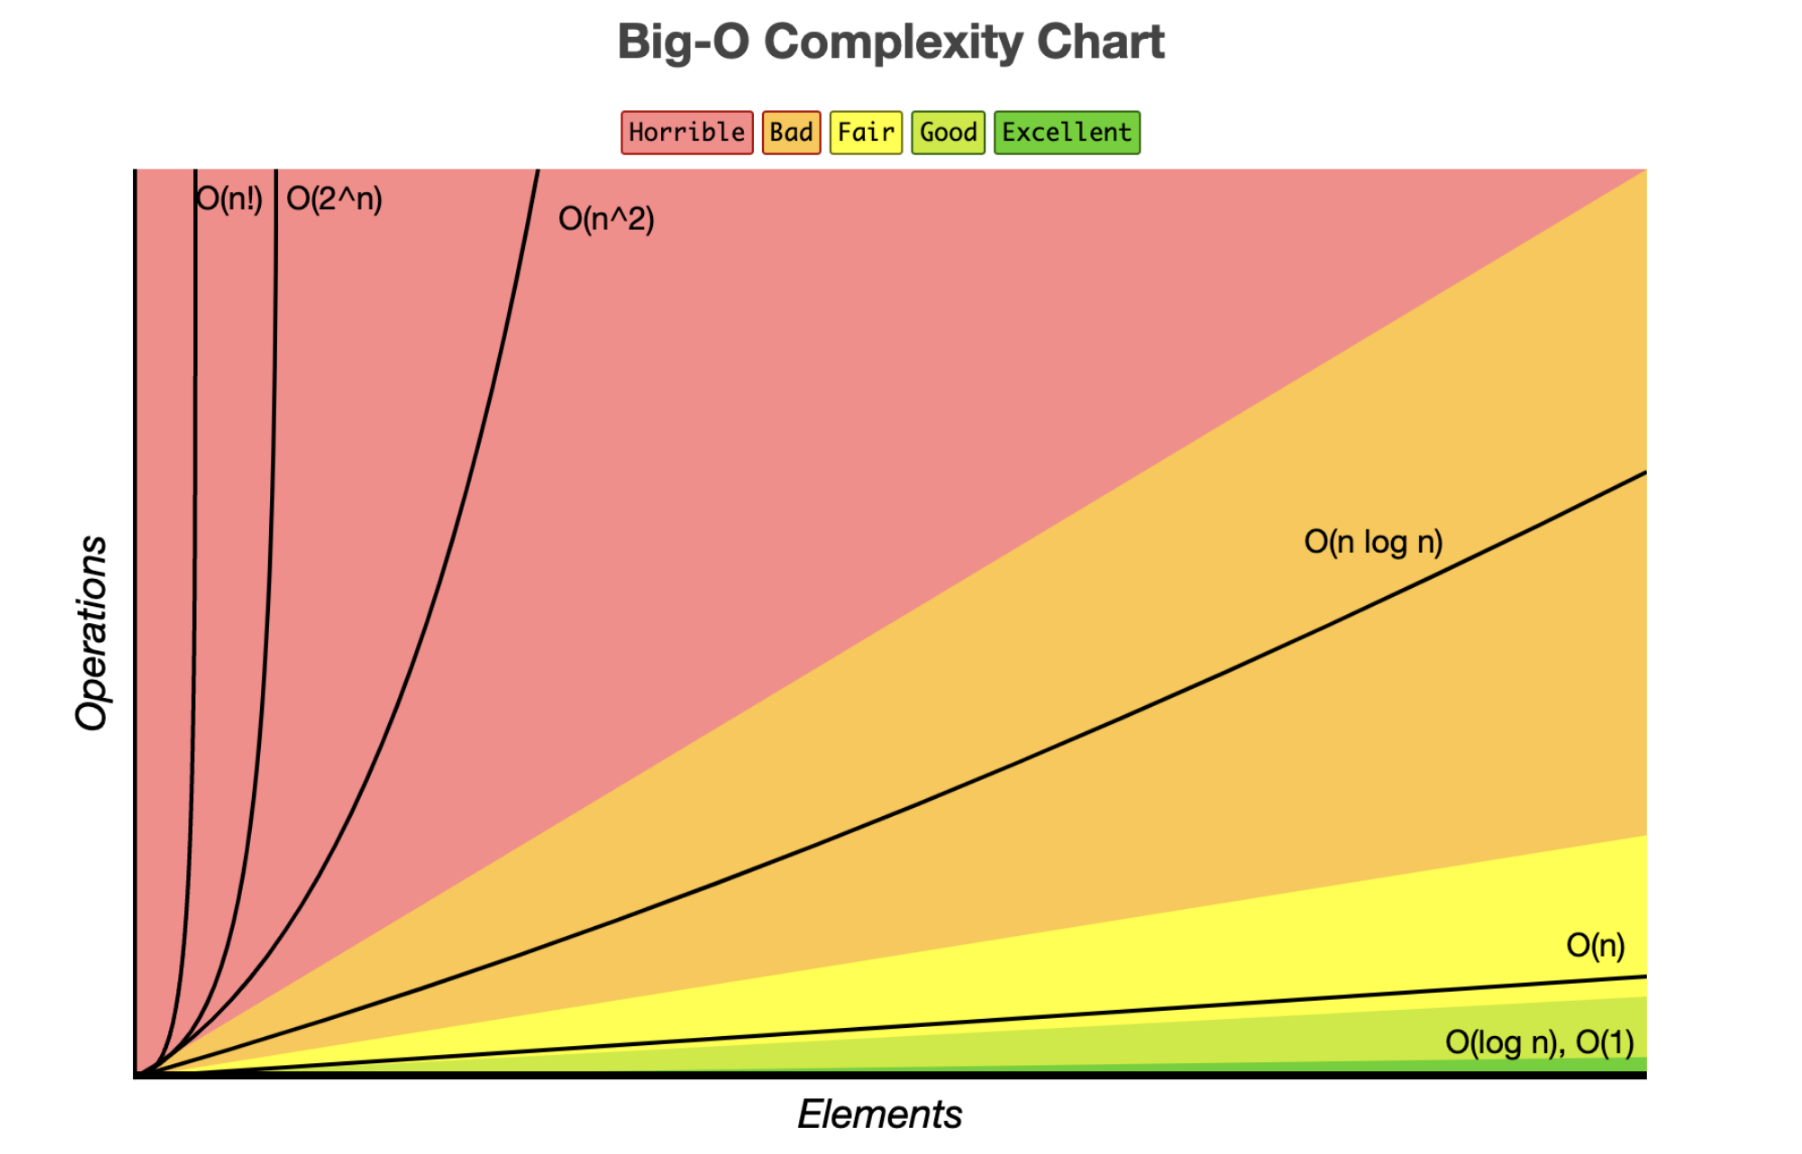 Big-O Complexity Chart
Horrible Bad Fair Good Excellent
O(n!) O(2^n)
O(n^2)
O(n log n)
Operations
O(n)
O(log n), O(1)
Elements